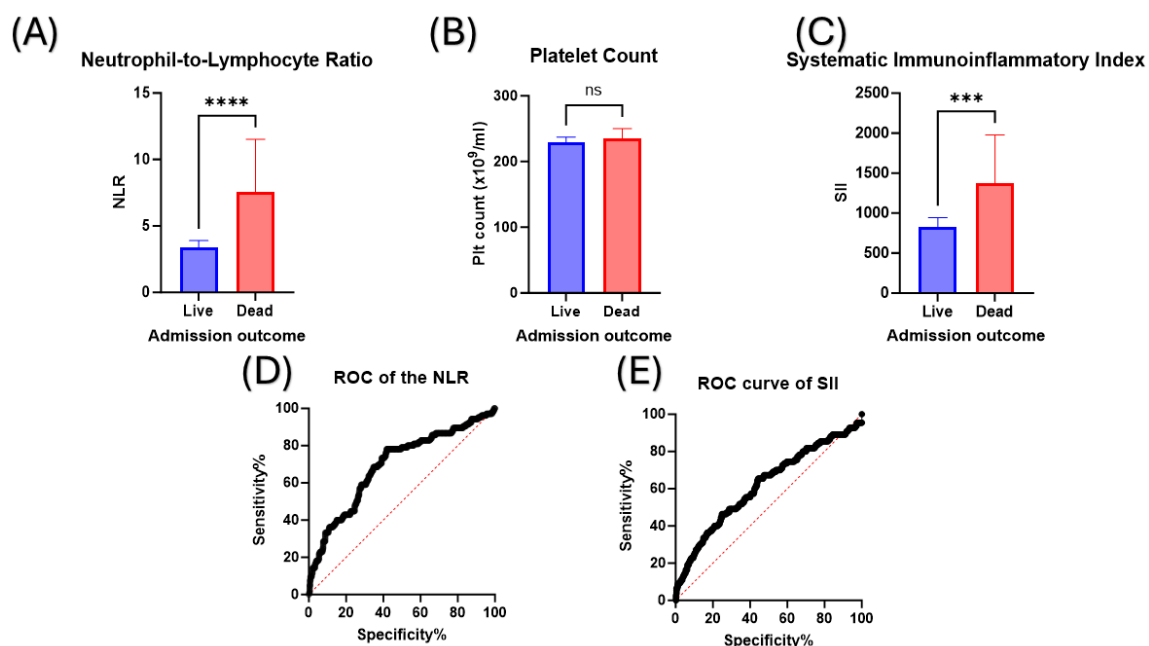 (A)
Neutrophil-to-Lymphocyte Ratio
15
10
5
0
NLR
****
Live
Dead
Admission outcome
(B)
Platelet Count
300
200
100
0
Plt count (x10⁹/ml)
ns
Live
Dead
Admission outcome
(C)
Systematic Immunoinflammatory Index
2500
2000
1500
1000
500
0
SII
***
Live
Dead
Admission outcome
(D)
ROC of the NLR
100
80
60
40
20
0
Sensitivity%
0 20 40 60 80 100
Specificity%
(E)
ROC curve of SII
100
80
60
40
20
0
Sensitivity%
0 20 40 60 80 100
Specificity%